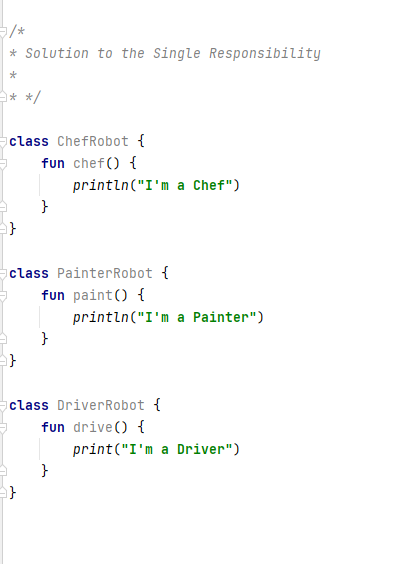 /*
* Solution to the Single Responsibility
*
* */
class ChefRobot {
fun chef() {
println("I'm a Chef")
}
}
class PainterRobot {
fun paint() {
println("I'm a Painter")
}
}
class DriverRobot {
fun drive() {
print("I'm a Driver")
}
}